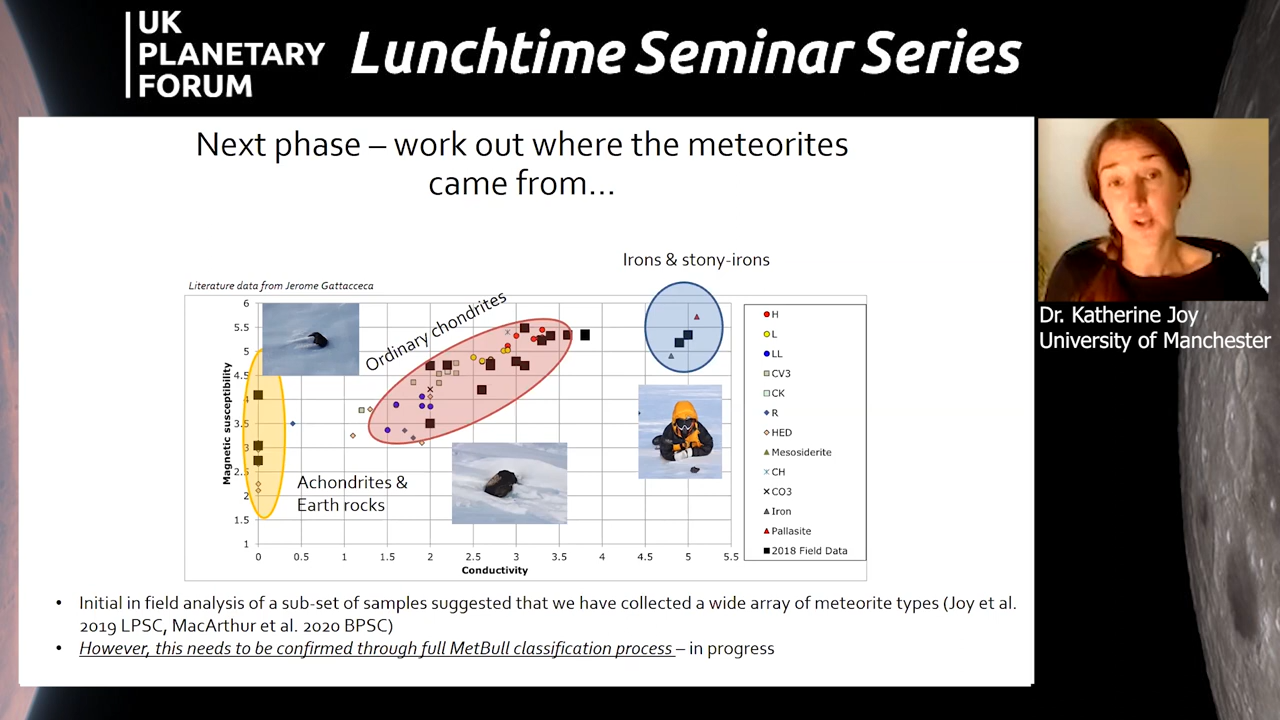 UK
PLANETARY
FORUM
Lunchtime Seminar Series
Next phase – work out where the meteorites
came from...
Irons & stony-irons
Literature data from Jerome Gattacceca
Ordinary chondrites
Achondrites &
Earth rocks
Magnetic susceptibility
6
5.5
5
4.5
4
3.5
3
2.5
2
1.5
1
0
0.5
1
1.5
2
2.5
3
3.5
4
4.5
5
5.5
Conductivity
H
L
LL
CV3
CK
R
HED
Mesosiderite
CH
CO3
Iron
Pallasite
2018 Field Data
• Initial in field analysis of a sub-set of samples suggested that we have collected a wide array of meteorite types (Joy et al.
2019 LPSC, MacArthur et al. 2020 BPSC)
• However, this needs to be confirmed through full MetBull classification process – in progress
Dr. Katherine Joy
University of Manchester